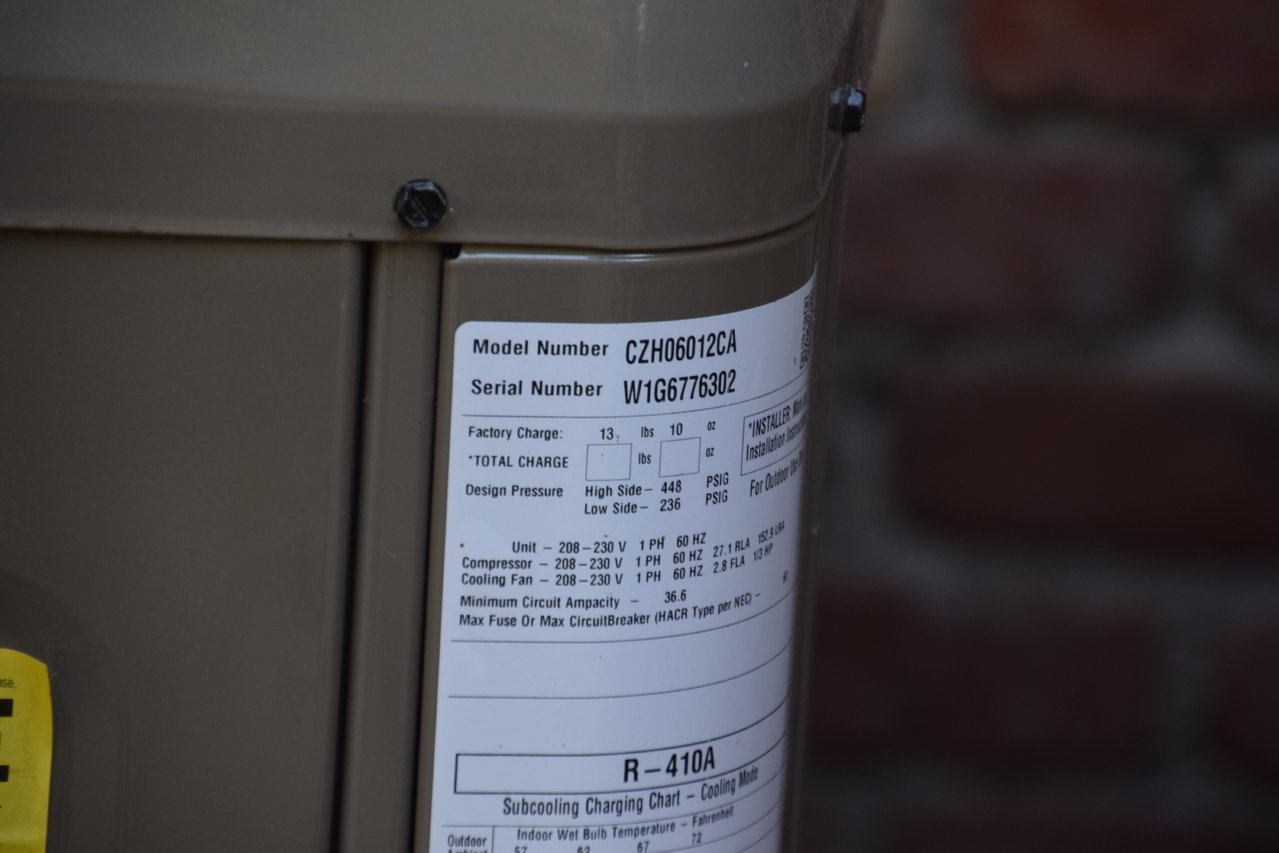 Model Number CZH06012CA
Serial Number W1G6776302
Factory Charge: 13 lbs 10 oz
*TOTAL CHARGE lbs oz
*INSTALLER
Installation
Design Pressure High Side – 448 PSIG
Low Side – 236 PSIG
For Outdoor Use
Unit – 208–230 V 1 PH 60 HZ
Compressor – 208–230 V 1 PH 60 HZ 27.1 RLA 152.9 LRA
Cooling Fan – 208–230 V 1 PH 60 HZ 2.8 FLA 1/3 HP
Minimum Circuit Ampacity – 36.6
Max Fuse Or Max CircuitBreaker (HACR Type per NEC) – 60
R–410A
Subcooling Charging Chart – Cooling Mode
Outdoor Indoor Wet Bulb Temperature – Fahrenheit
Ambient 57 62 67 72